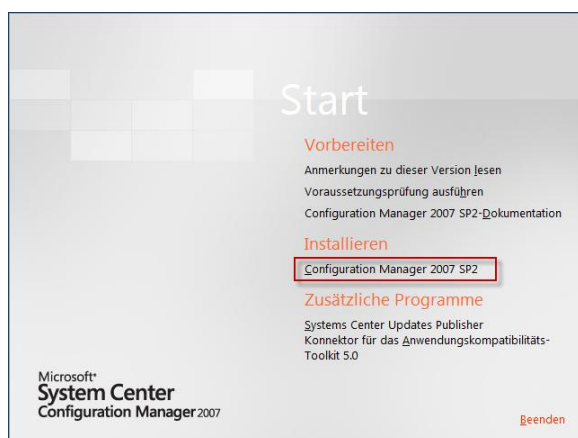 Start
Vorbereiten
Anmerkungen zu dieser Version lesen
Voraussetzungsprüfung ausführen
Configuration Manager 2007 SP2-Dokumentation
Installieren
Configuration Manager 2007 SP2
Zusätzliche Programme
Systems Center Updates Publisher
Konnektor für das Anwendungskompatibilitäts-
Toolkit 5.0
Microsoft
System Center
Configuration Manager 2007
Beenden